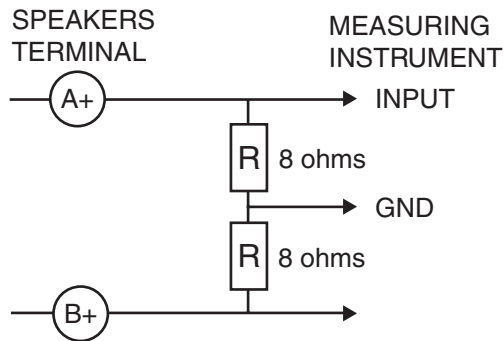 SPEAKERS
TERMINAL
MEASURING
INSTRUMENT
A+
INPUT
R
8 ohms
GND
R
8 ohms
B+